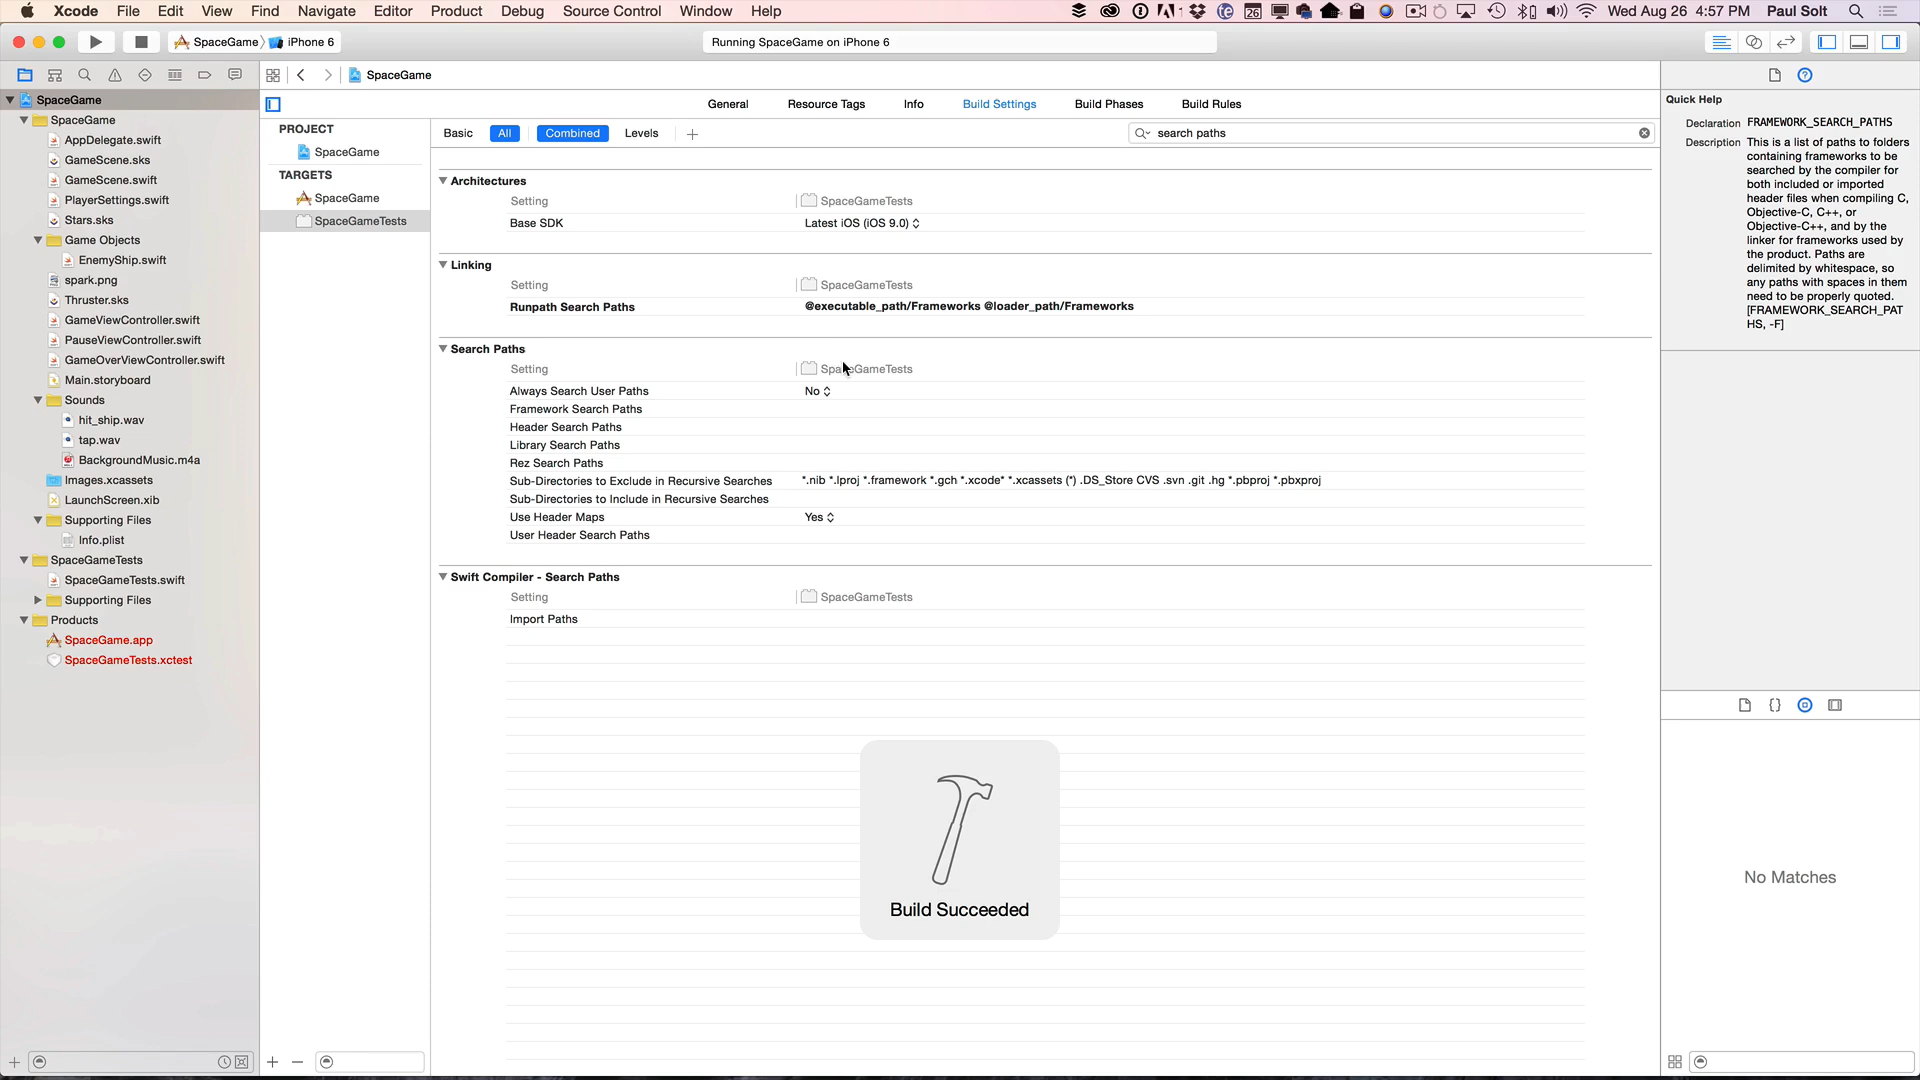 Xcode File Edit View Find Navigate Editor Product Debug Source Control Window Help
26
Wed Aug 26 4:57 PM Paul Solt
SpaceGame
iPhone 6
Running SpaceGame on iPhone 6
SpaceGame
SpaceGame
SpaceGame
AppDelegate.swift
GameScene.sks
GameScene.swift
PlayerSettings.swift
Stars.sks
Game Objects
EnemyShip.swift
spark.png
Thruster.sks
GameViewController.swift
PauseViewController.swift
GameOverViewController.swift
Main.storyboard
Sounds
hit_ship.wav
tap.wav
BackgroundMusic.m4a
Images.xcassets
LaunchScreen.xib
Supporting Files
Info.plist
SpaceGameTests
SpaceGameTests.swift
Supporting Files
Products
SpaceGame.app
SpaceGameTests.xctest
PROJECT
SpaceGame
TARGETS
SpaceGame
SpaceGameTests
General Resource Tags Info Build Settings Build Phases Build Rules
Basic All Combined Levels
search paths
Architectures
Setting SpaceGameTests
Base SDK Latest iOS (iOS 9.0)
Linking
Setting SpaceGameTests
Runpath Search Paths @executable_path/Frameworks @loader_path/Frameworks
Search Paths
Setting SpaceGameTests
Always Search User Paths No
Framework Search Paths
Header Search Paths
Library Search Paths
Rez Search Paths
Sub-Directories to Exclude in Recursive Searches *.nib *.lproj *.framework *.gch *.xcode* *.xcassets (*) .DS_Store CVS .svn .git .hg *.pbproj *.pbxproj
Sub-Directories to Include in Recursive Searches
Use Header Maps Yes
User Header Search Paths
Swift Compiler - Search Paths
Setting SpaceGameTests
Import Paths
Build Succeeded
Quick Help
Declaration FRAMEWORK_SEARCH_PATHS
Description This is a list of paths to folders
containing frameworks to be
searched by the compiler for
both included or imported
header files when compiling C,
Objective-C, C++, or
Objective-C++, and by the
linker for frameworks used by
the product. Paths are
delimited by whitespace, so
any paths with spaces in them
need to be properly quoted.
[FRAMEWORK_SEARCH_PAT
HS, -F]
No Matches